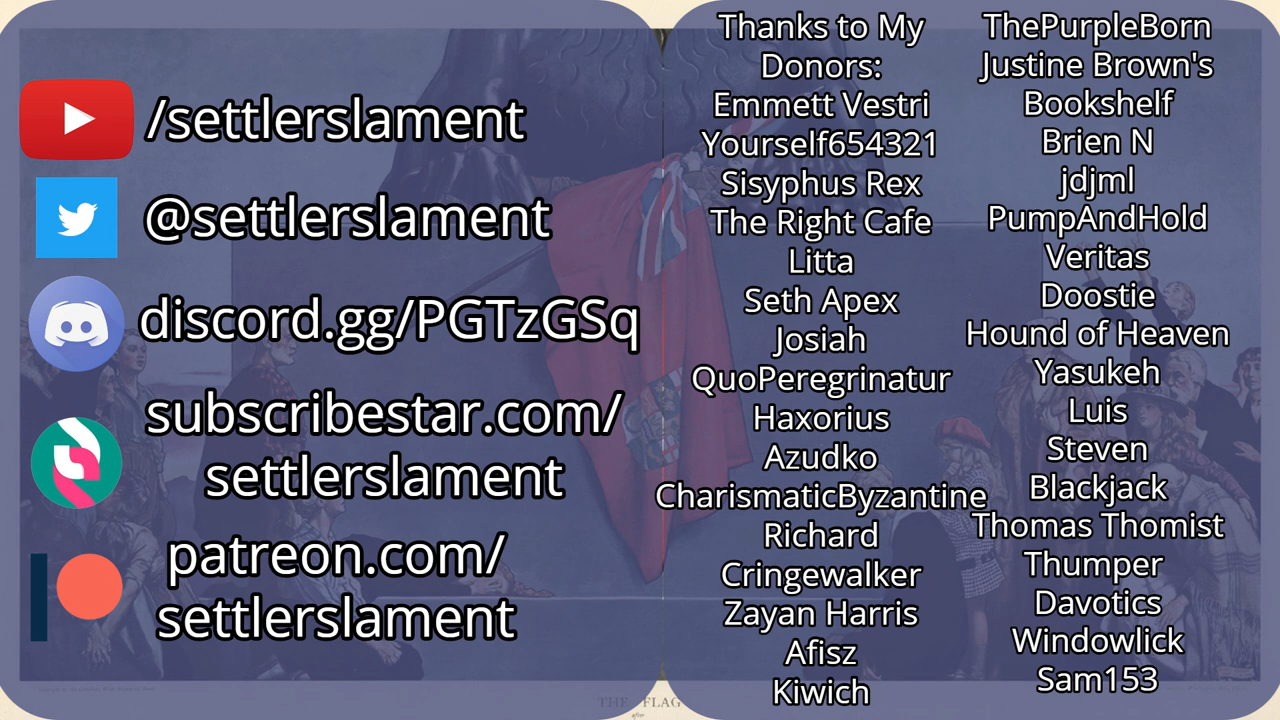 /settlerslament
@settlerslament
discord.gg/PGTzGSq
subscribestar.com/
settlerslament
patreon.com/
settlerslament
Thanks to My
Donors:
Emmett Vestri
Yourself654321
Sisyphus Rex
The Right Cafe
Litta
Seth Apex
Josiah
QuoPeregrinatur
Haxorius
Azudko
CharismaticByzantine
Richard
Cringewalker
Zayan Harris
Afisz
Kiwich
ThePurpleBorn
Justine Brown's
Bookshelf
Brien N
jdjml
PumpAndHold
Veritas
Doostie
Hound of Heaven
Yasukeh
Luis
Steven
Blackjack
Thomas Thomist
Thumper
Davotics
Windowlick
Sam153
THE FLAG